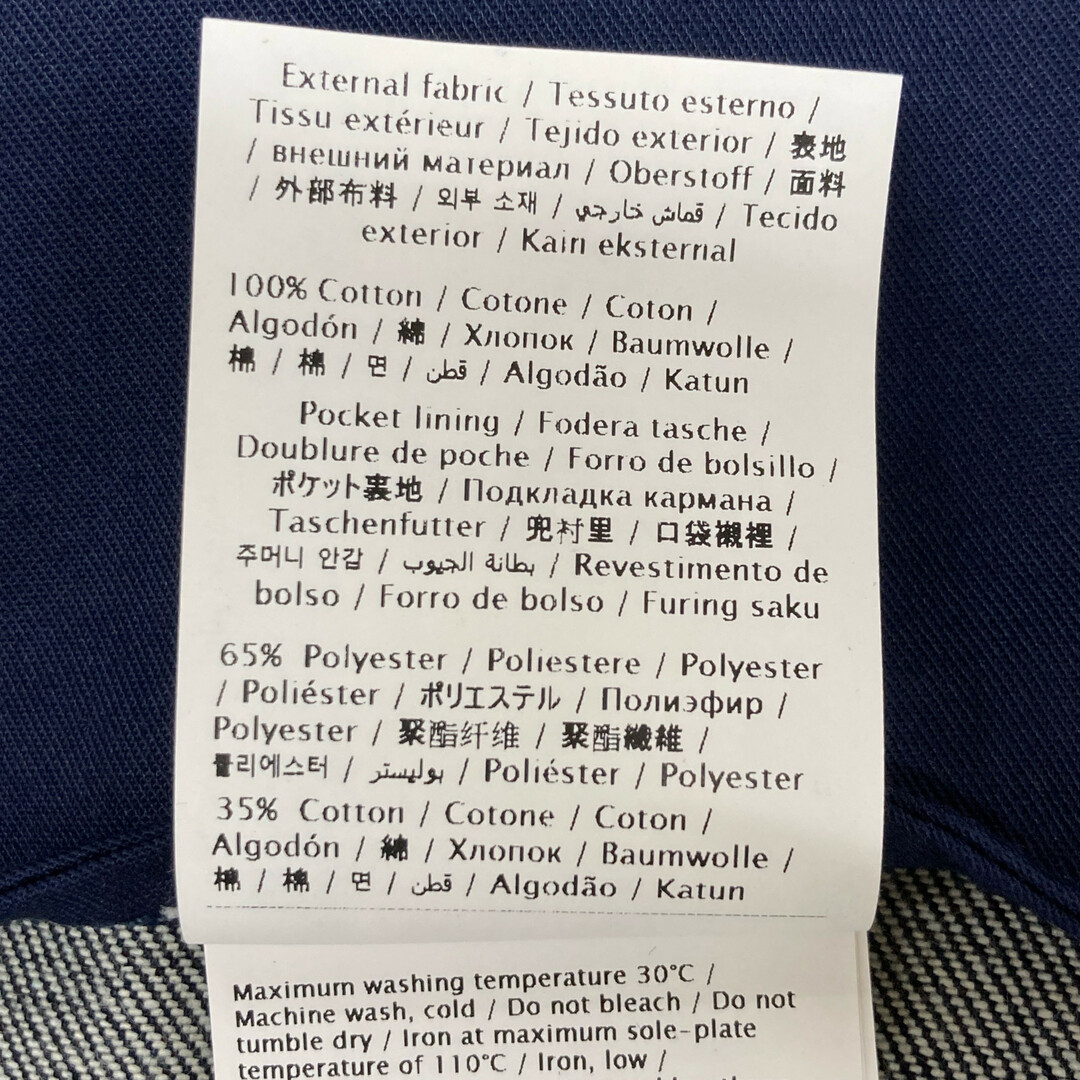 External fabric / Tessuto esterno /
Tissu extérieur / Tejido exterior / 表地
/ внешний материал / Oberstoff / 面料
/ 外部布料 / 외부 소재 / قماش خارجي / Tecido
exterior / Kain eksternal
100% Cotton / Cotone / Coton /
Algodón / 綿 / Хлопок / Baumwolle /
棉 / 棉 / 면 / قطن / Algodão / Katun
Pocket lining / Fodera tasche /
Doublure de poche / Forro de bolsillo /
ポケット裏地 / Подкладка кармана /
Taschenfutter / 兜衬里 / 口袋襯裡 /
주머니 안감 / بطانة الجيوب / Revestimento de
bolso / Forro de bolso / Furing saku
65% Polyester / Poliestere / Polyester
/ Poliéster / ポリエステル / Полиэфир /
Polyester / 聚酯纤维 / 聚酯纖維 /
폴리에스터 / بوليستر / Poliéster / Polyester
35% Cotton / Cotone / Coton /
Algodón / 綿 / Хлопок / Baumwolle /
棉 / 棉 / 면 / قطن / Algodão / Katun
Maximum washing temperature 30°C /
Machine wash, cold / Do not bleach / Do not
tumble dry / Iron at maximum sole-plate
temperature of 110°C / Iron, low /